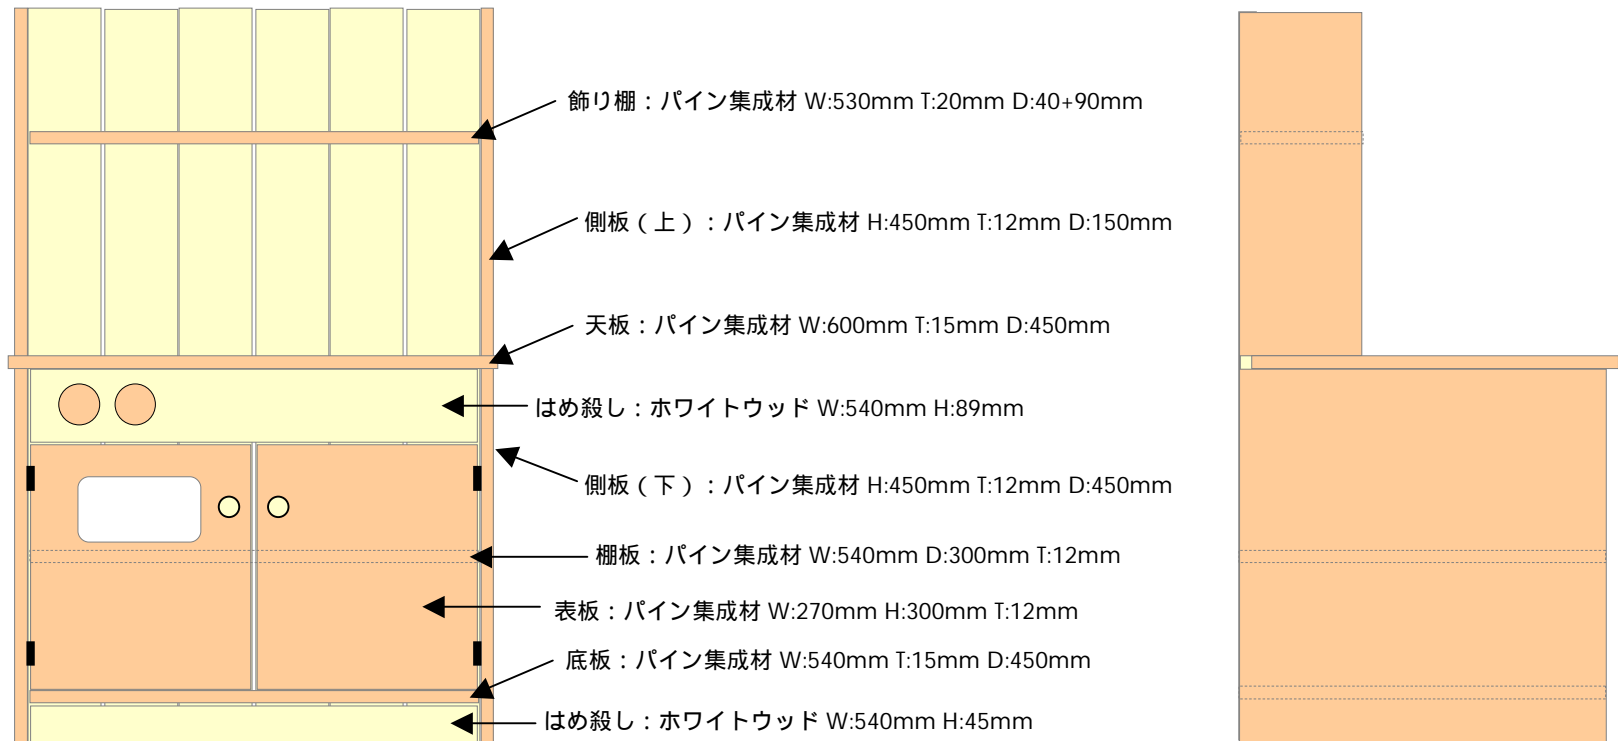 飾り棚：パイン集成材 W:530mm T:20mm D:40+90mm
側板（上）：パイン集成材 H:450mm T:12mm D:150mm
天板：パイン集成材 W:600mm T:15mm D:450mm
はめ殺し：ホワイトウッド W:540mm H:89mm
側板（下）：パイン集成材 H:450mm T:12mm D:450mm
棚板：パイン集成材 W:540mm D:300mm T:12mm
表板：パイン集成材 W:270mm H:300mm T:12mm
底板：パイン集成材 W:540mm T:15mm D:450mm
はめ殺し：ホワイトウッド W:540mm H:45mm